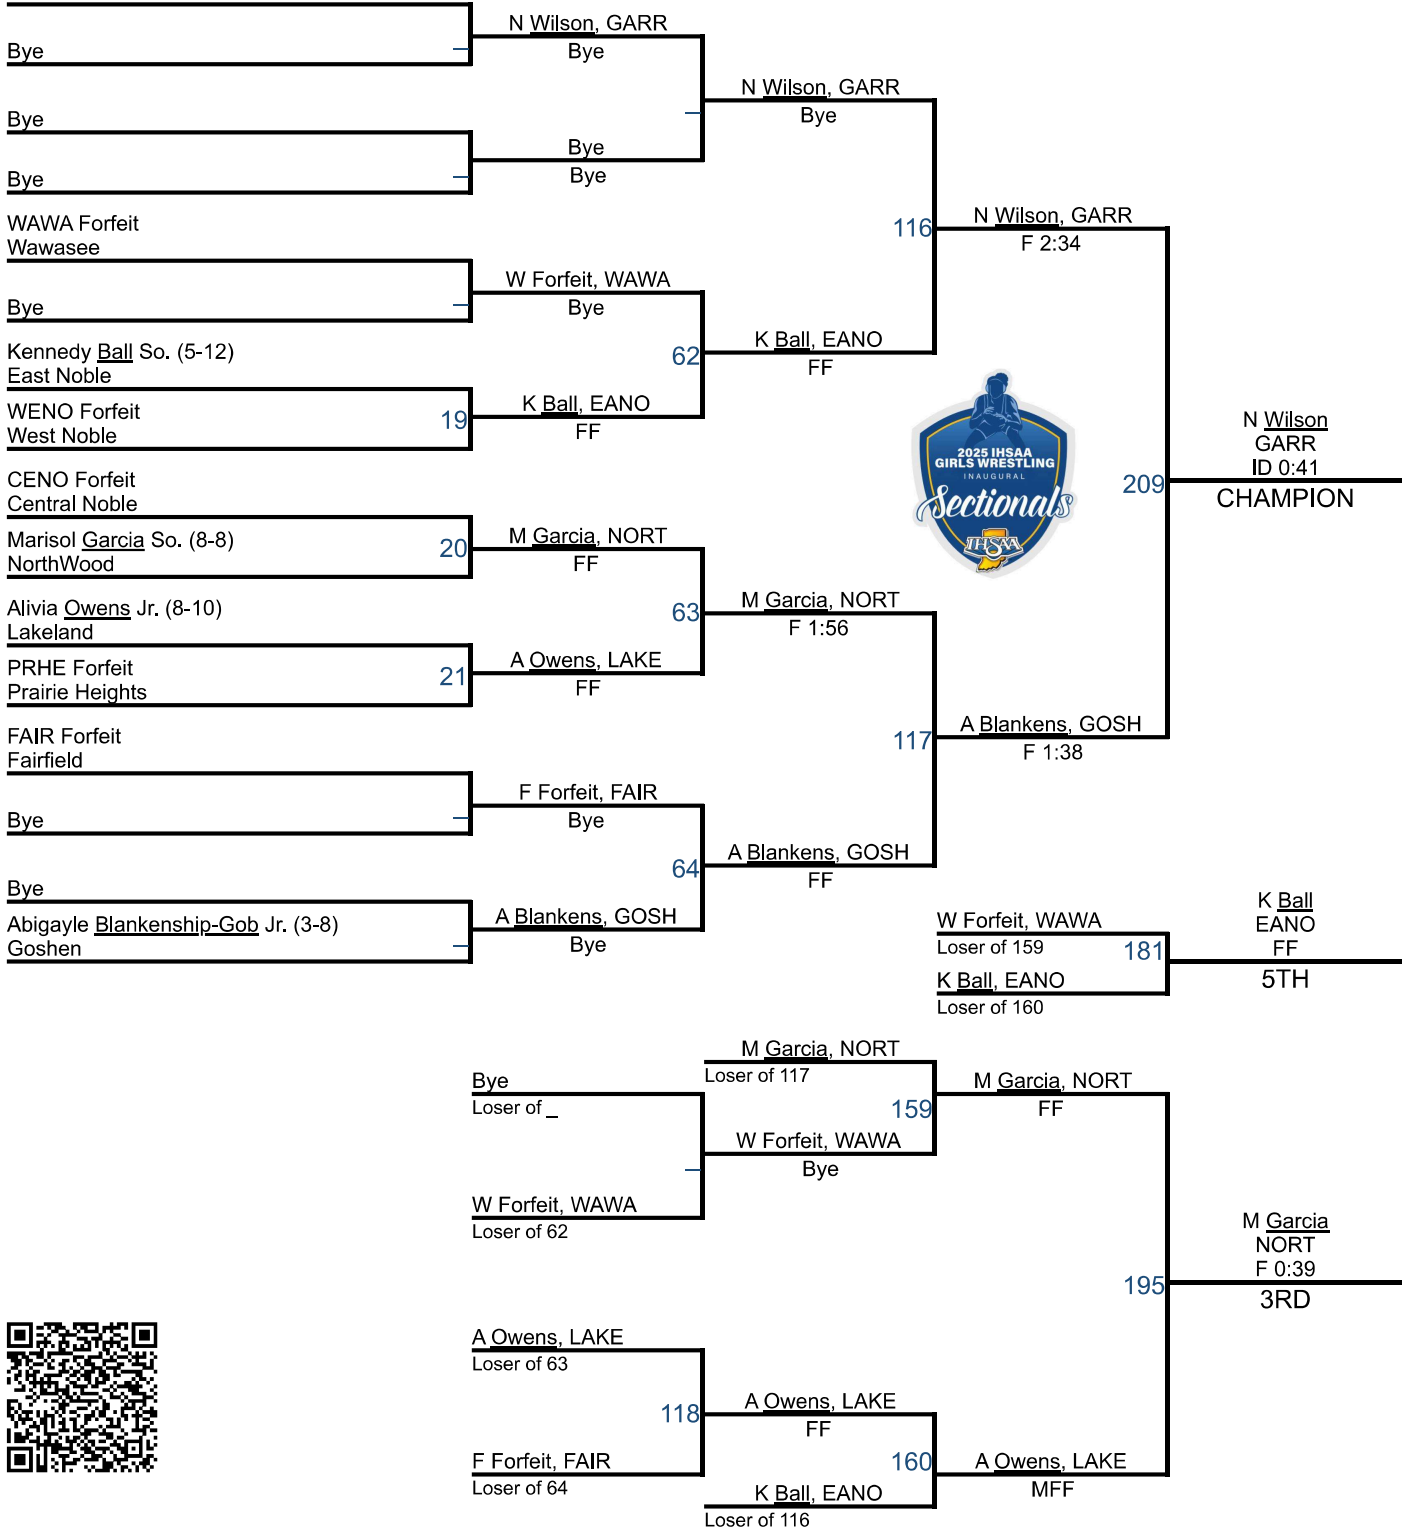 N Wilson, GARR
Bye
Bye
N Wilson, GARR
Bye
Bye
Bye
Bye
Bye
WAWA Forfeit
Wawasee
116
N Wilson, GARR
F 2:34
W Forfeit, WAWA
Bye
Bye
Kennedy Ball So. (5-12)
East Noble
62
K Ball, EANO
FF
WENO Forfeit
West Noble
19
K Ball, EANO
FF
2025 IHSAA
GIRLS WRESTLING
INAUGURAL
Sectionals
IHSAA
N Wilson
GARR
ID 0:41
CHAMPION
209
CENO Forfeit
Central Noble
Marisol Garcia So. (8-8)
NorthWood
20
M Garcia, NORT
FF
Alivia Owens Jr. (8-10)
Lakeland
63
M Garcia, NORT
F 1:56
PRHE Forfeit
Prairie Heights
21
A Owens, LAKE
FF
FAIR Forfeit
Fairfield
117
A Blankens, GOSH
F 1:38
F Forfeit, FAIR
Bye
Bye
64
A Blankens, GOSH
FF
Bye
Abigayle Blankenship-Gob Jr. (3-8)
Goshen
A Blankens, GOSH
Bye
W Forfeit, WAWA
Loser of 159
181
K Ball, EANO
Loser of 160
K Ball
EANO
FF
5TH
M Garcia, NORT
Loser of 117
Bye
Loser of _
159
M Garcia, NORT
FF
W Forfeit, WAWA
Bye
W Forfeit, WAWA
Loser of 62
195
M Garcia
NORT
F 0:39
3RD
A Owens, LAKE
Loser of 63
118
A Owens, LAKE
FF
F Forfeit, FAIR
Loser of 64
160
A Owens, LAKE
MFF
K Ball, EANO
Loser of 116